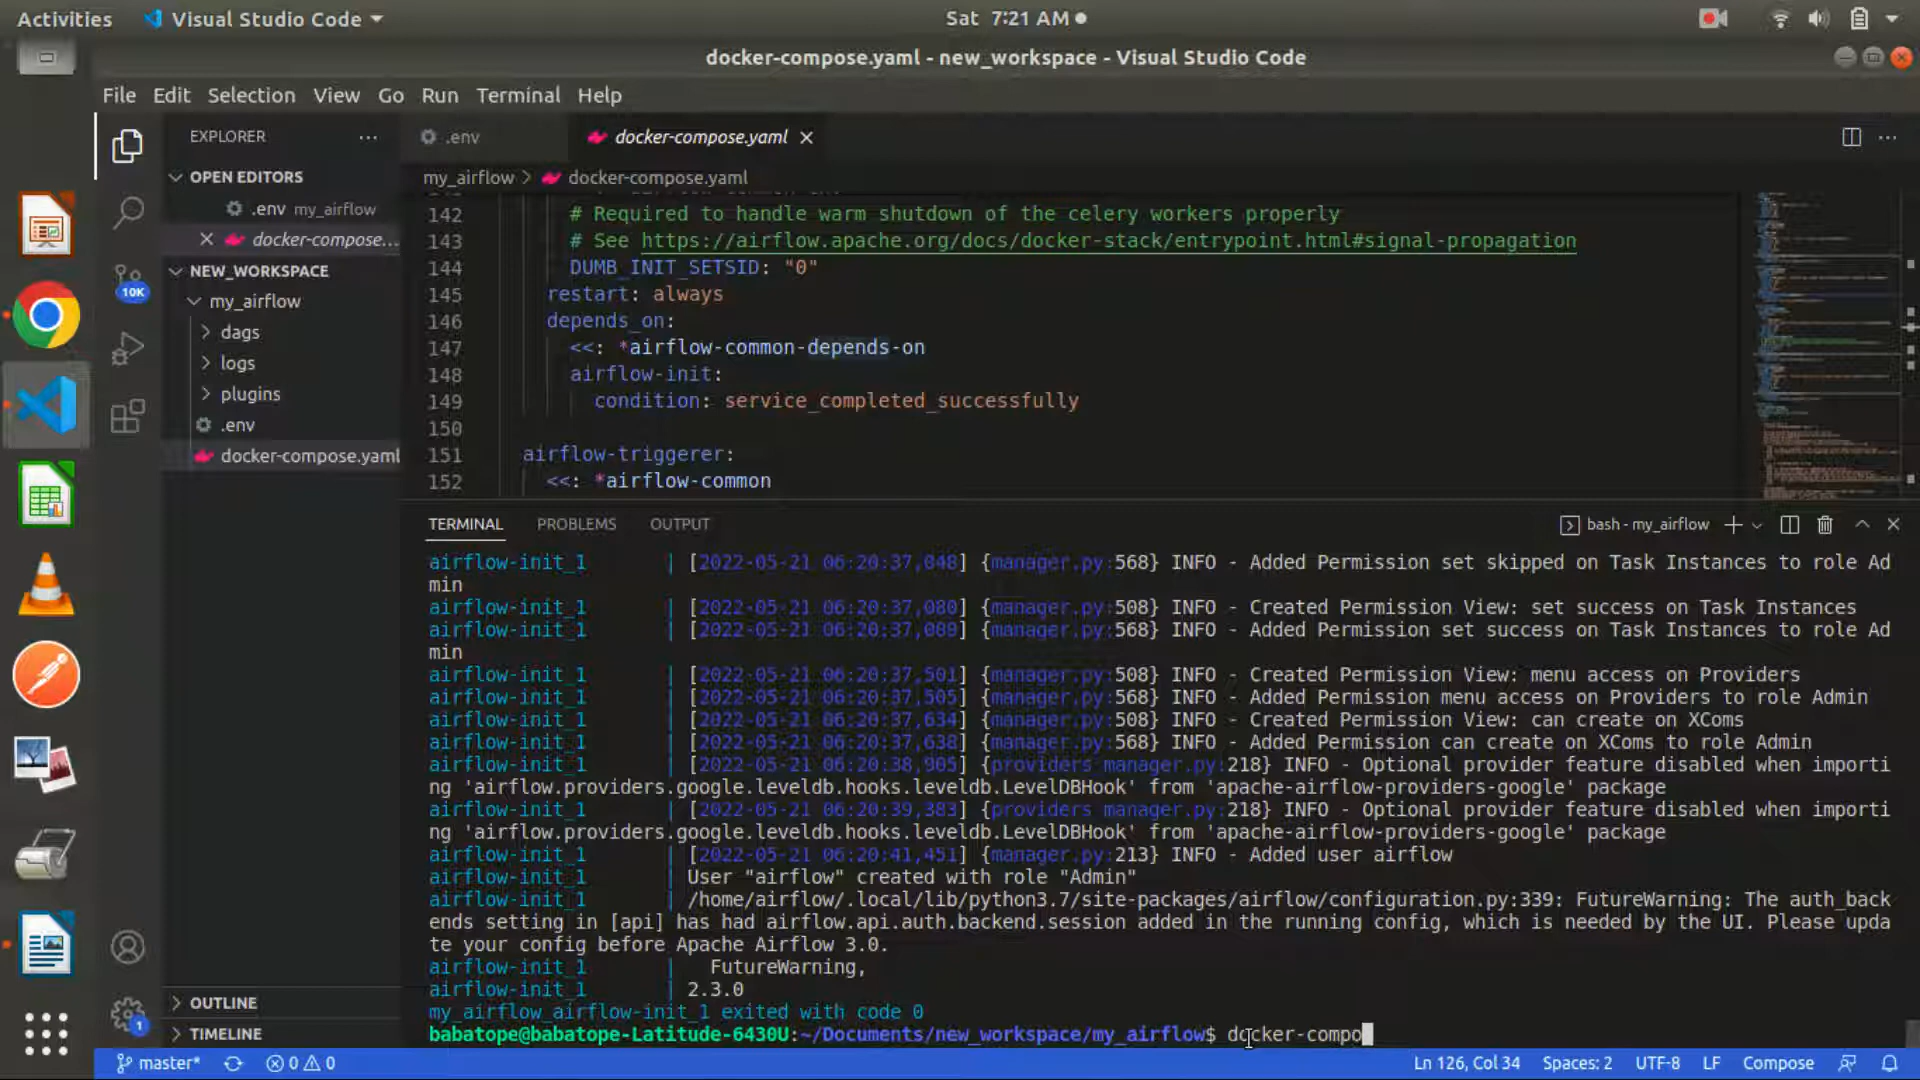 Activities Visual Studio Code Sat 7:21 AM
docker-compose.yaml - new_workspace - Visual Studio Code
File Edit Selection View Go Run Terminal Help
EXPLORER
.env docker-compose.yaml
OPEN EDITORS
.env my_airflow
docker-compose...
NEW_WORKSPACE
my_airflow
dags
logs
plugins
.env
docker-compose.yaml
OUTLINE
TIMELINE
10K
1
my_airflow > docker-compose.yaml
142 # Required to handle warm shutdown of the celery workers properly
143 # See https://airflow.apache.org/docs/docker-stack/entrypoint.html#signal-propagation
144 DUMB_INIT_SETSID: "0"
145 restart: always
146 depends_on:
147 <<: *airflow-common-depends-on
148 airflow-init:
149 condition: service_completed_successfully
150
151 airflow-triggerer:
152 <<: *airflow-common
TERMINAL PROBLEMS OUTPUT bash - my_airflow
airflow-init_1 | [2022-05-21 06:20:37,048] {manager.py:568} INFO - Added Permission set skipped on Task Instances to role Ad
min
airflow-init_1 | [2022-05-21 06:20:37,080] {manager.py:508} INFO - Created Permission View: set success on Task Instances
airflow-init_1 | [2022-05-21 06:20:37,089] {manager.py:568} INFO - Added Permission set success on Task Instances to role Ad
min
airflow-init_1 | [2022-05-21 06:20:37,501] {manager.py:508} INFO - Created Permission View: menu access on Providers
airflow-init_1 | [2022-05-21 06:20:37,505] {manager.py:568} INFO - Added Permission menu access on Providers to role Admin
airflow-init_1 | [2022-05-21 06:20:37,634] {manager.py:508} INFO - Created Permission View: can create on XComs
airflow-init_1 | [2022-05-21 06:20:37,638] {manager.py:568} INFO - Added Permission can create on XComs to role Admin
airflow-init_1 | [2022-05-21 06:20:38,905] {providers_manager.py:218} INFO - Optional provider feature disabled when importi
ng 'airflow.providers.google.leveldb.hooks.leveldb.LevelDBHook' from 'apache-airflow-providers-google' package
airflow-init_1 | [2022-05-21 06:20:39,383] {providers_manager.py:218} INFO - Optional provider feature disabled when importi
ng 'airflow.providers.google.leveldb.hooks.leveldb.LevelDBHook' from 'apache-airflow-providers-google' package
airflow-init_1 | [2022-05-21 06:20:41,451] {manager.py:213} INFO - Added user airflow
airflow-init_1 | User "airflow" created with role "Admin"
airflow-init_1 | /home/airflow/.local/lib/python3.7/site-packages/airflow/configuration.py:339: FutureWarning: The auth_back
ends setting in [api] has had airflow.api.auth.backend.session added in the running config, which is needed by the UI. Please upda
te your config before Apache Airflow 3.0.
airflow-init_1 | FutureWarning,
airflow-init_1 | 2.3.0
my_airflow_airflow-init_1 exited with code 0
babatope@babatope-Latitude-6430U:~/Documents/new_workspace/my_airflow$ docker-compo
master* 0 0 Ln 126, Col 34 Spaces: 2 UTF-8 LF Compose